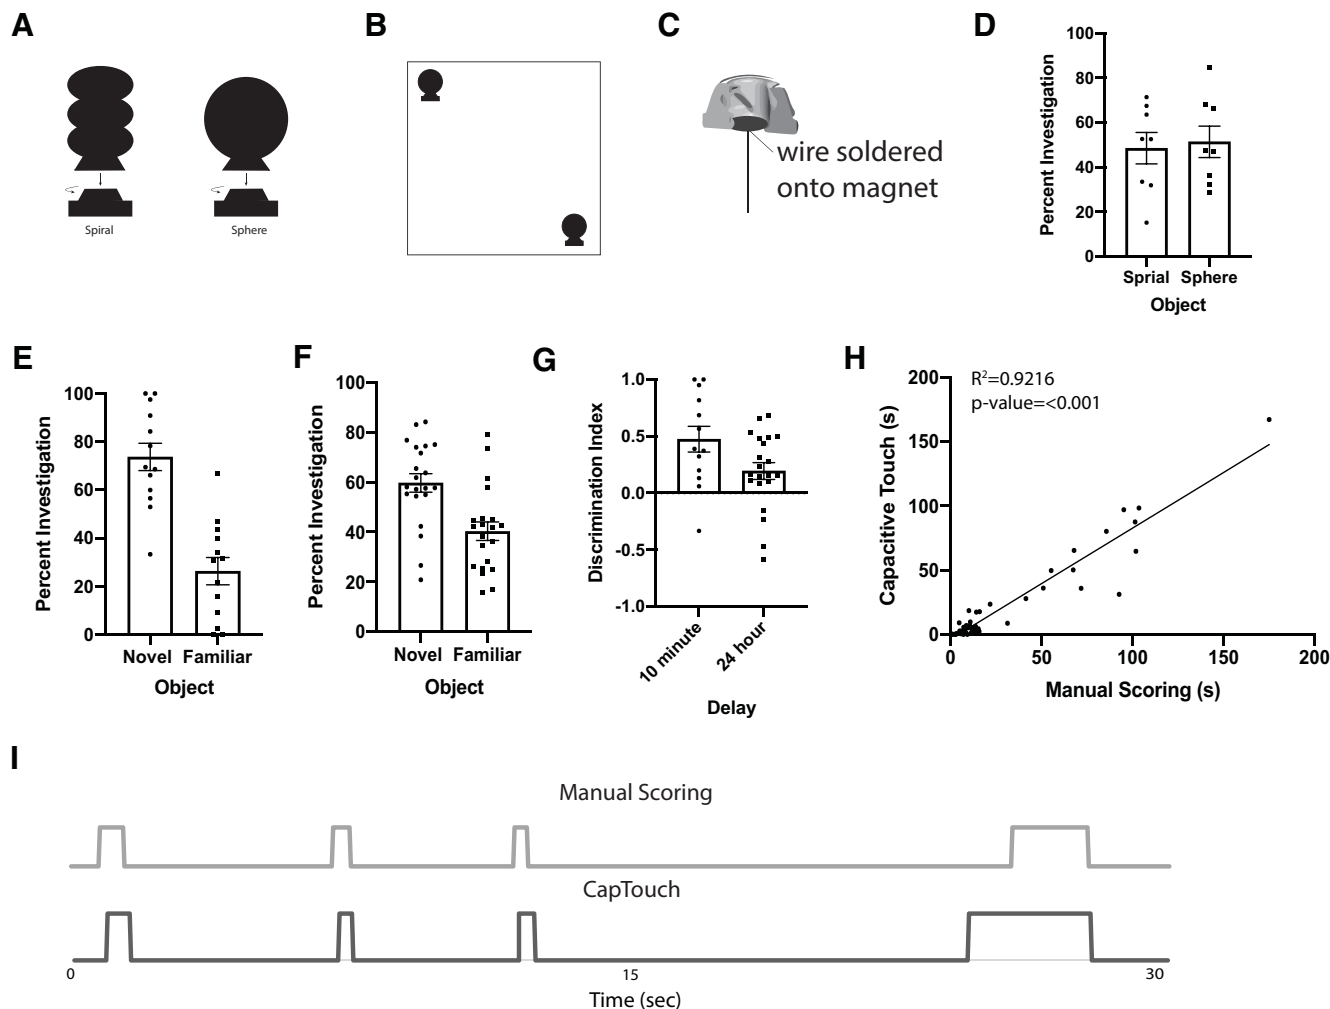 A
Spiral
Sphere
B
C
wire soldered
onto magnet
D
Percent Investigation
100
80
60
40
20
0
Sprial Sphere
Object
E
Percent Investigation
100
80
60
40
20
0
Novel Familiar
Object
F
Percent Investigation
100
80
60
40
20
0
Novel Familiar
Object
G
Discrimination Index
1.0
0.5
0.0
-0.5
-1.0
10 minute
24 hour
Delay
H
R²=0.9216
p-value=<0.001
Capacitive Touch (s)
200
150
100
50
0
0 50 100 150 200
Manual Scoring (s)
I
Manual Scoring
CapTouch
0 15 30
Time (sec)